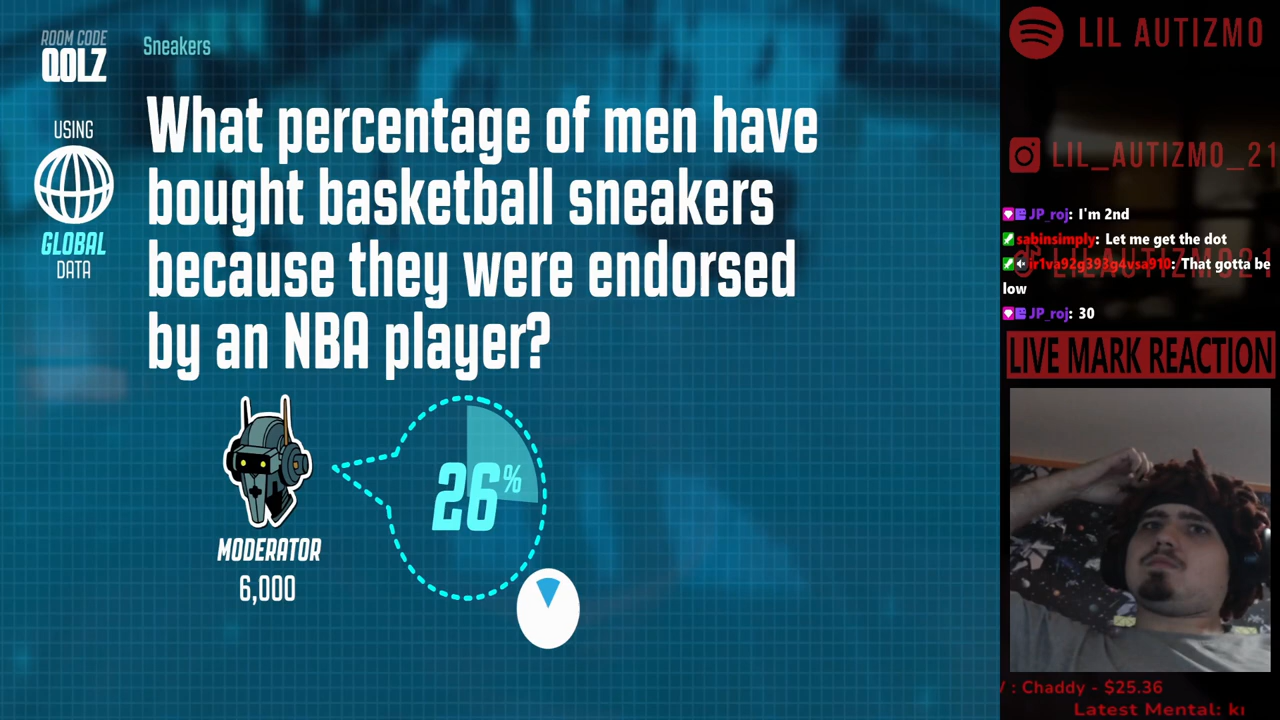 ROOM CODE
QOLZ
USING
GLOBAL
DATA
Sneakers
What percentage of men have
bought basketball sneakers
because they were endorsed
by an NBA player?
26%
MODERATOR
6,000
LIL AUTIZMO
LIL_AUTIZMO_21
JP_roj: I'm 2nd
sabinsimply: Let me get the dot
LILAUTIZMO21
ir1va92g393g4vsa910: That gotta be
low
JP_roj: 30
LIVE MARK REACTION
: Chaddy - $25.36
Latest Mental: